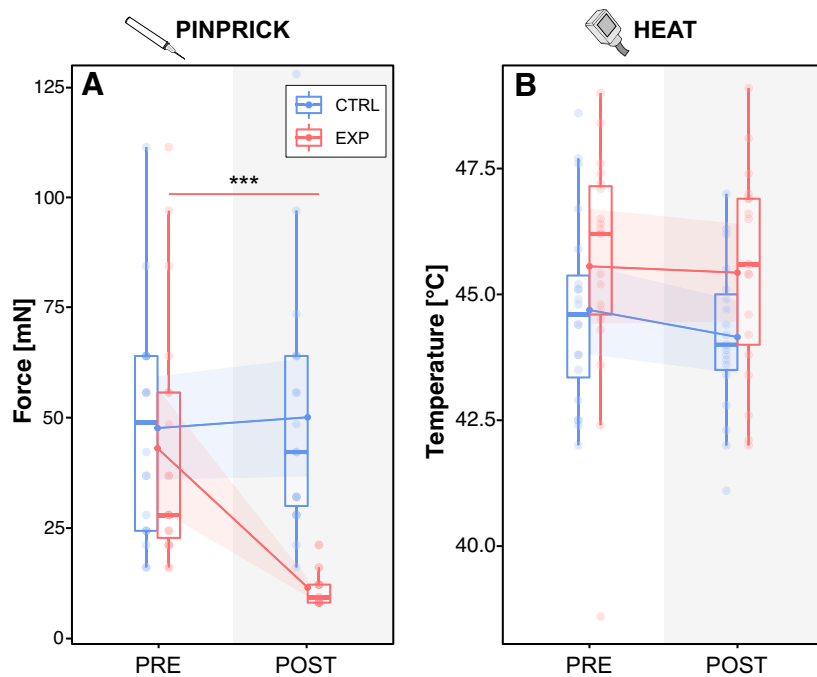 PINPRICK
A
CTRL
EXP
***
125
100
75
50
25
0
Force [mN]
PRE
POST
HEAT
B
47.5
45.0
42.5
40.0
Temperature [°C]
PRE
POST